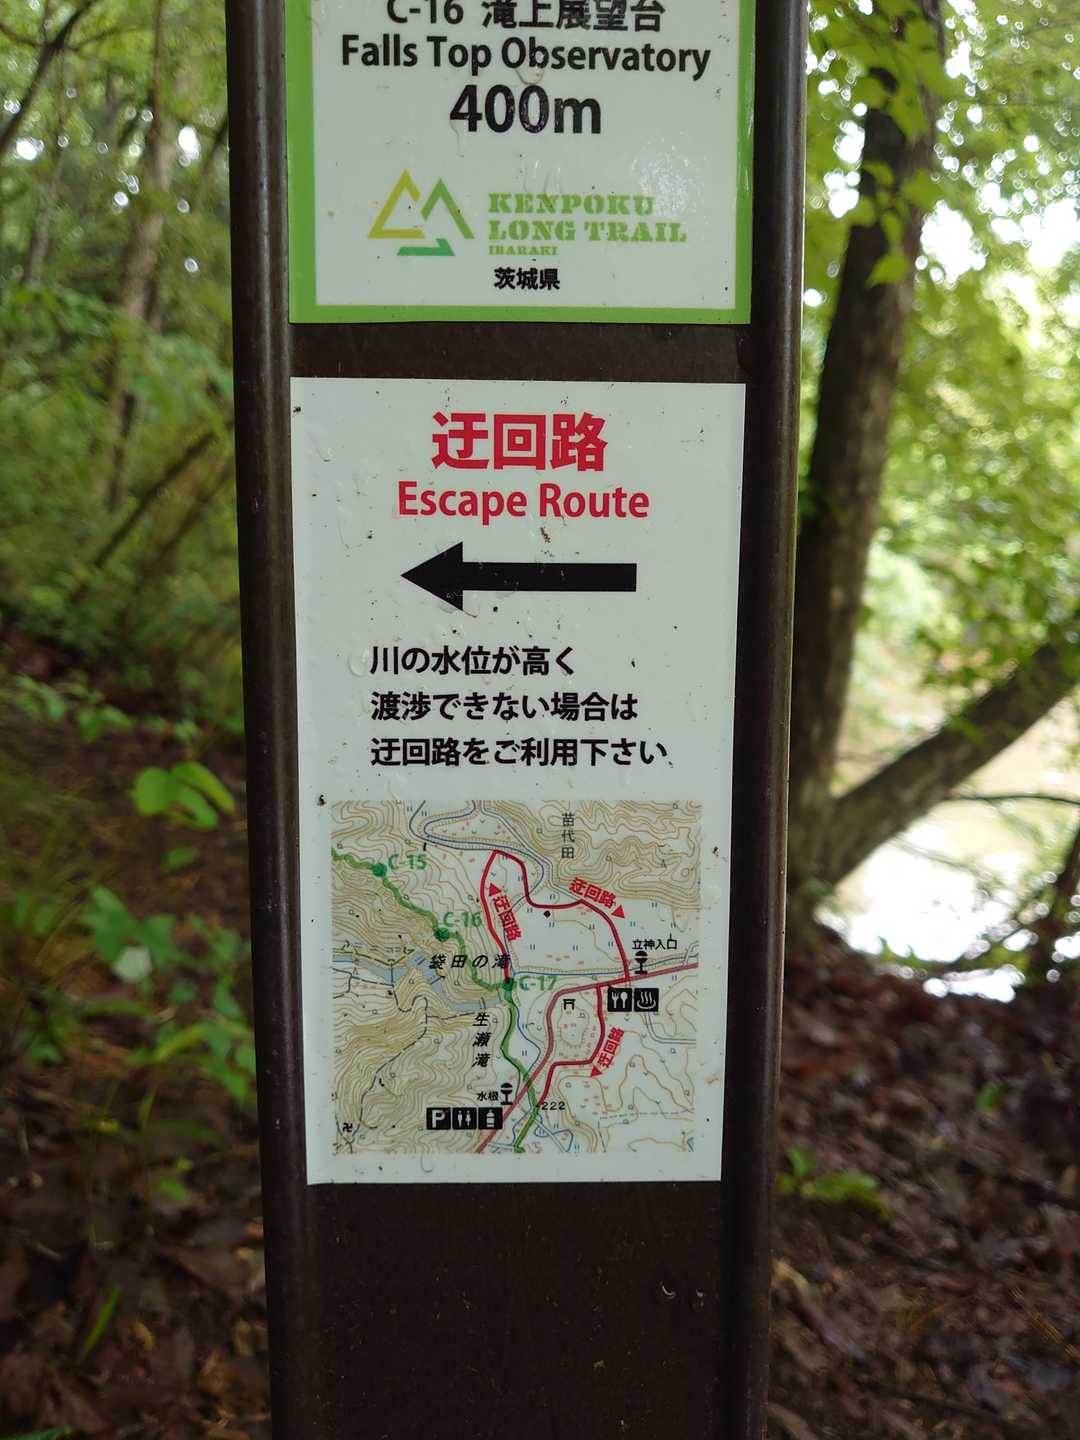 C-16 滝上展望台
Falls Top Observatory
400m
KENPOKU
LONG TRAIL
IBARAKI
茨城県
迂回路
Escape Route
川の水位が高く
渡渉できない場合は
迂回路をご利用下さい
苗代田
C-15
迂回路
迂回路
C-16
立神入口
袋田の滝
C-17
生瀬滝
迂回路
水根
222
P